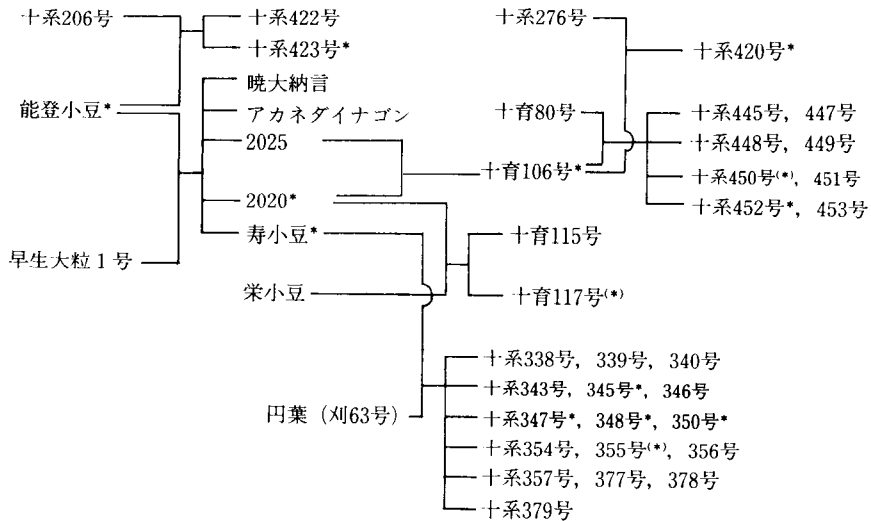 十系206号
十系422号
十系423号*
能登小豆*
暁大納言
アカネダイナゴン
2025
2020*
寿小豆*
早生大粒1号
栄小豆
十系276号
十系420号*
十育80号
十育106号*
十系445号, 447号
十系448号, 449号
十系450号(*), 451号
十系452号*, 453号
十育115号
十育117号(*)
円葉 (刈63号)
十系338号, 339号, 340号
十系343号, 345号*, 346号
十系347号*, 348号*, 350号*
十系354号, 355号(*), 356号
十系357号, 377号, 378号
十系379号